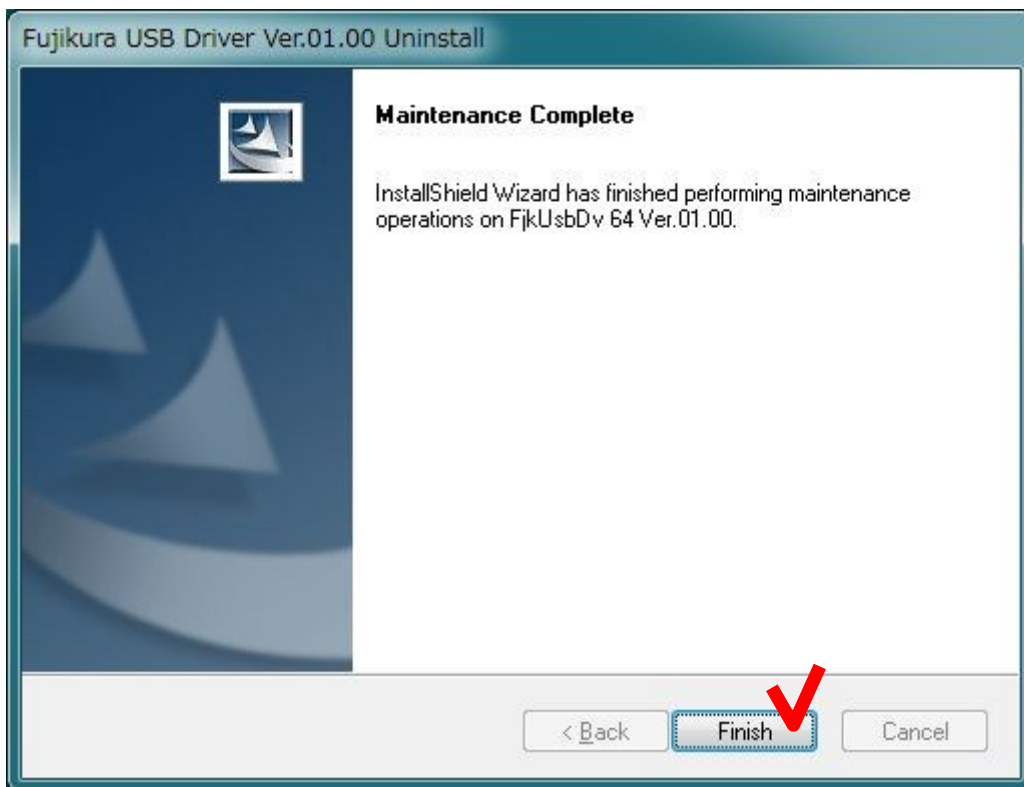 Fujikura USB Driver Ver.01.00 Uninstall
Maintenance Complete
InstallShield Wizard has finished performing maintenance
operations on FjkUsbDv 64 Ver.01.00.
< Back
Finish
Cancel